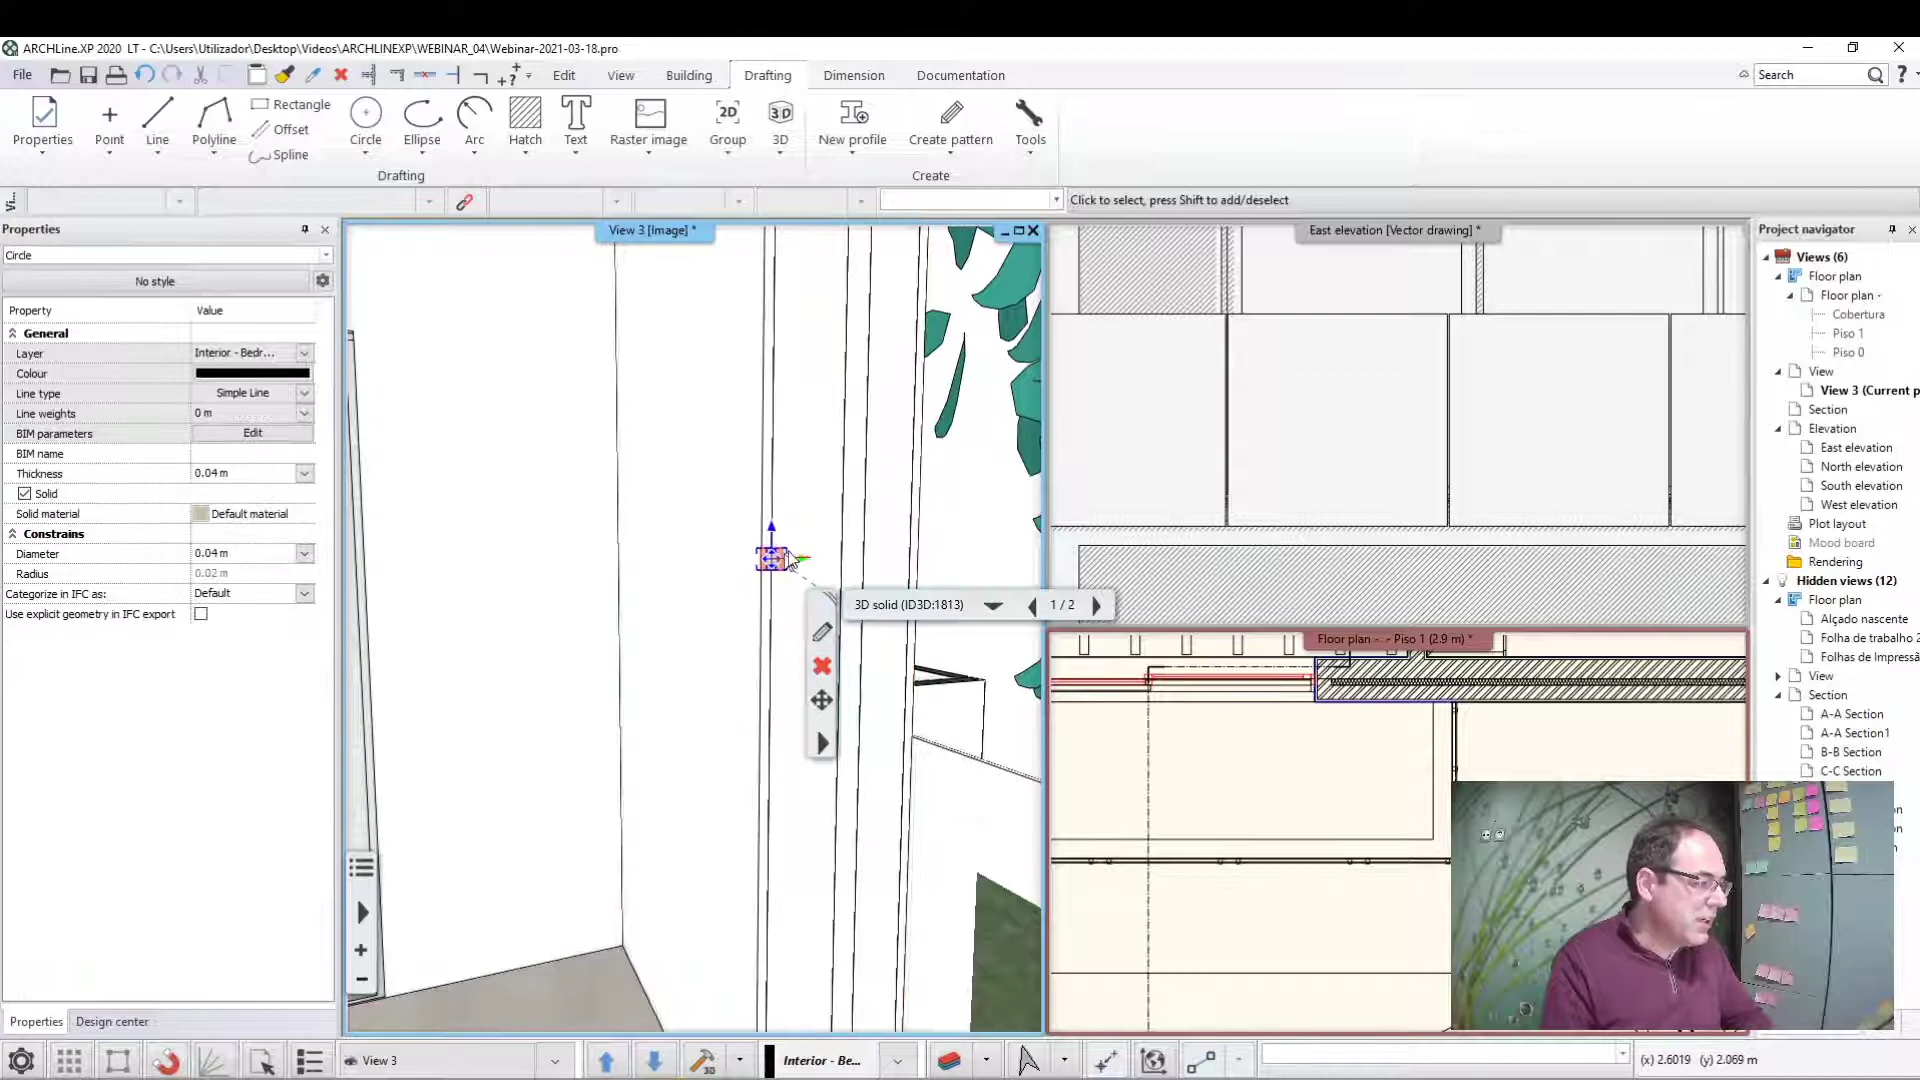 ARCHLine.XP 2020 LT - C:\Users\Utilizador\Desktop\Videos\ARCHLINEXP\WEBINAR_04\Webinar-2021-03-18.pro
File Edit View Building Drafting Dimension Documentation Search
Properties Point Line Polyline Rectangle Offset Spline Circle Ellipse Arc Hatch Text Raster image 2D Group 3D 3D New profile Create pattern Tools
Drafting Create
Click to select, press Shift to add/deselect
Properties
Circle
No style
Property Value
General
Layer Interior - Bedr...
Colour
Line type Simple Line
Line weights 0 m
BIM parameters Edit
BIM name
Thickness 0.04 m
Solid
Solid material Default material
Constrains
Diameter 0.04 m
Radius 0.02 m
Categorize in IFC as: Default
Use explicit geometry in IFC export
Properties Design center
View 3 [Image] *
3D solid (ID3D:1813) 1 / 2
East elevation [Vector drawing] *
Floor plan - - Piso 1 (2.9 m) *
Project navigator
Views (6)
Floor plan
Floor plan -
Cobertura
Piso 1
Piso 0
View
View 3 (Current p
Section
Elevation
East elevation
North elevation
South elevation
West elevation
Plot layout
Mood board
Rendering
Hidden views (12)
Floor plan
Alçado nascente
Folha de trabalho 2
Folhas de Impressã
View
Section
A-A Section
A-A Section1
B-B Section
C-C Section
View 3 3D Interior - Be... (x) 2.6019 (y) 2.069 m